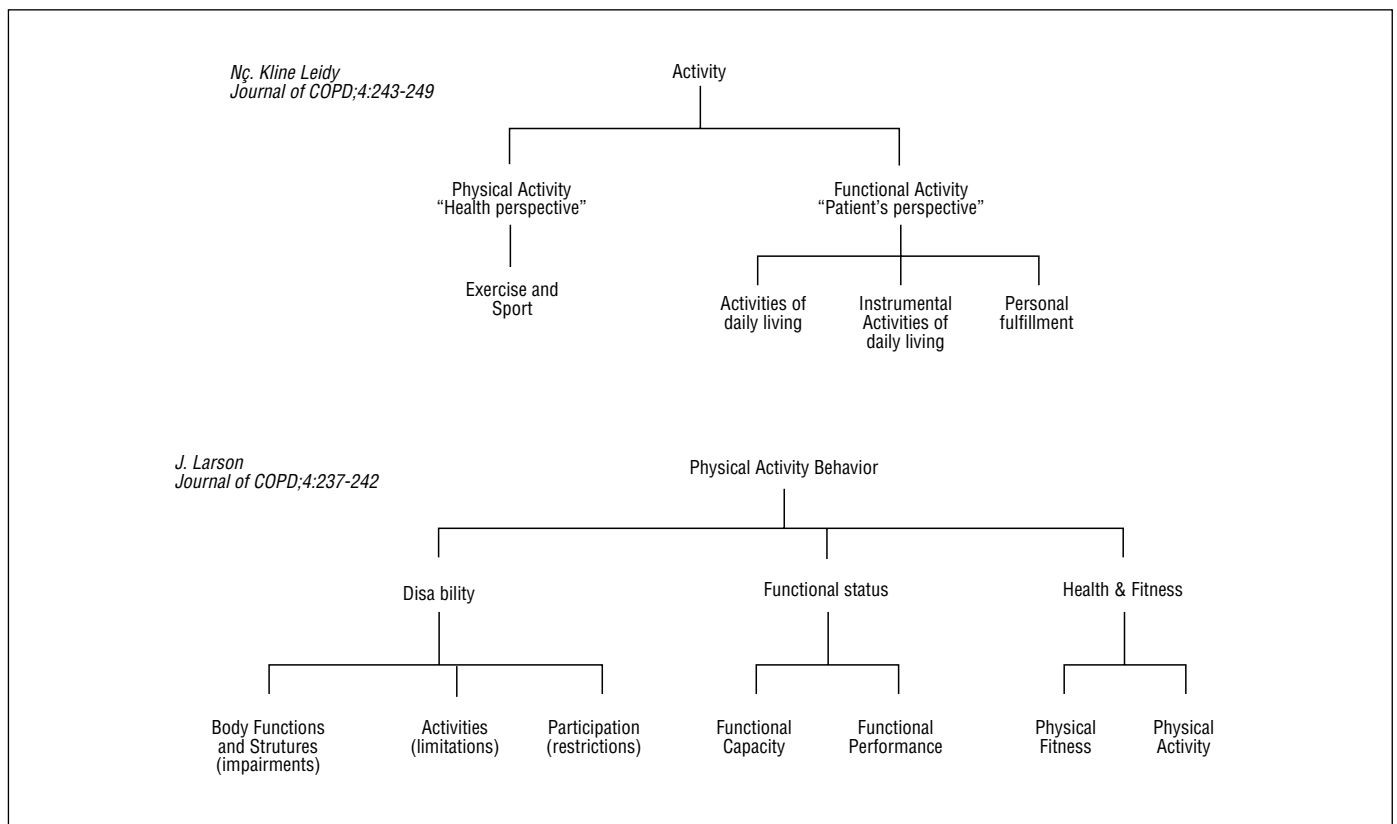 Nç. Kline Leidy
Journal of COPD;4:243-249
Activity
Physical Activity
“Health perspective”
Functional Activity
“Patient’s perspective”
Exercise and
Sport
Activities of
daily living
Instrumental
Activities of
daily living
Personal
fulfillment
J. Larson
Journal of COPD;4:237-242
Physical Activity Behavior
Disa bility
Functional status
Health & Fitness
Body Functions
and Strutures
(impairments)
Activities
(limitations)
Participation
(restrictions)
Functional
Capacity
Functional
Performance
Physical
Fitness
Physical
Activity